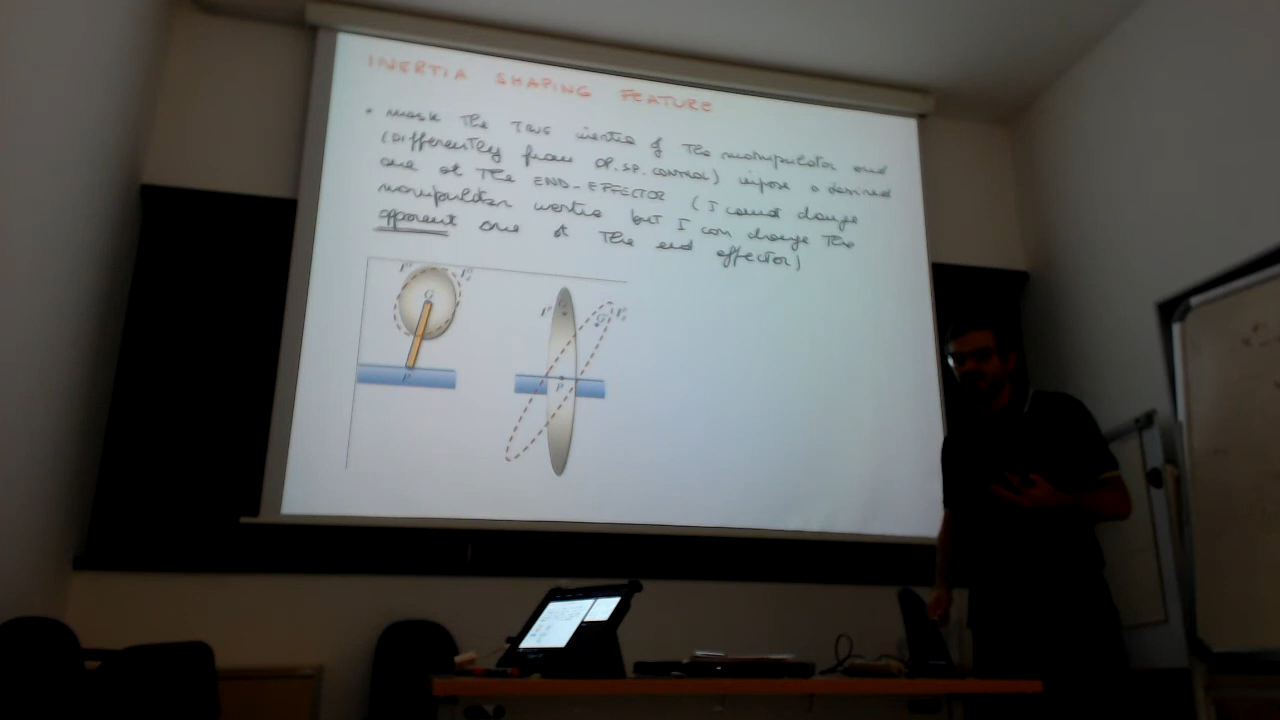 INERTIA SHAPING FEATURE
• mask the true inertia of the manipulator and
(differently from OP. SP. CONTROL) impose a desired
one at the END-EFFECTOR (I cannot change
manipulator inertia but I can change the
apparent one at the end effector)
G
P
P